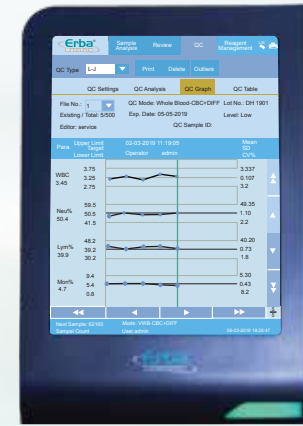 Erba
Sample Analysis Review QC Reagent Management
QC Type L-J Print Delete Outliers
QC Settings QC Analysis QC Graph QC Table
File No.: 1 QC Mode: Whole Blood-CBC+DIFF Lot No.: DH 1901
Existing / Total: 5/500 Exp. Date: 05-05-2019 Level: Low
Editor: service QC Sample ID:
Para. Upper Limit Target Lower Limit 02-03-2019 11:19:05 Operator admin Mean SD CV%
WBC 3.45 3.75 3.25 2.75 3.337 0.107 3.2
Neu% 50.4 59.5 50.5 41.5 49.35 1.10 2.2
Lym% 39.9 48.2 39.2 30.2 40.20 0.73 1.8
Mon% 4.7 9.4 5.4 0.8 5.30 0.43 8.2
Next Sample: Mode: VWB-CBC+DIFF
Sampel Count User:admin
Erba